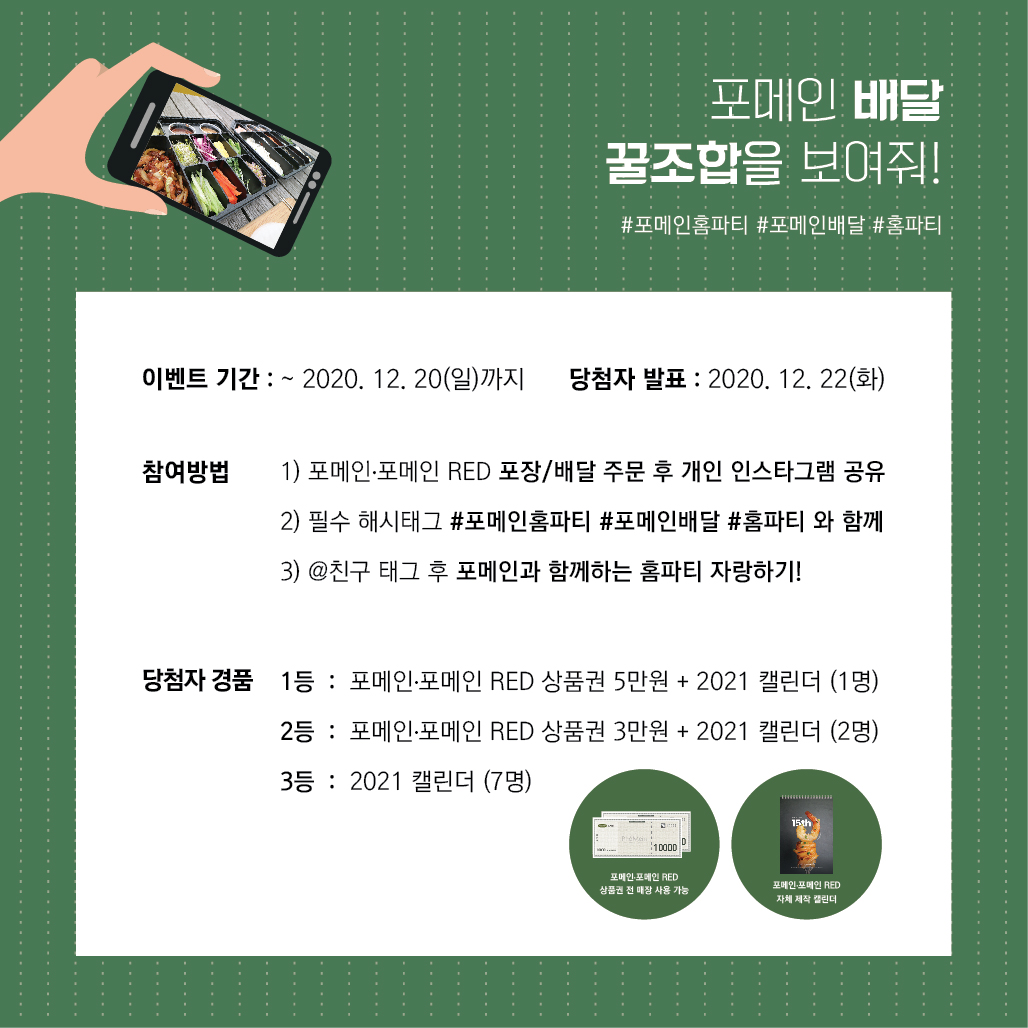 포메인 배달
꿀조합을 보여줘!
#포메인홈파티 #포메인배달 #홈파티
이벤트 기간 : ~ 2020. 12. 20(일)까지 당첨자 발표 : 2020. 12. 22(화)
참여방법 1) 포메인·포메인 RED 포장/배달 주문 후 개인 인스타그램 공유
2) 필수 해시태그 #포메인홈파티 #포메인배달 #홈파티 와 함께
3) @친구 태그 후 포메인과 함께하는 홈파티 자랑하기!
당첨자 경품 1등 : 포메인·포메인 RED 상품권 5만원 + 2021 캘린더 (1명)
2등 : 포메인·포메인 RED 상품권 3만원 + 2021 캘린더 (2명)
3등 : 2021 캘린더 (7명)
10000
포메인·포메인 RED
상품권 전 매장 사용 가능
15th
포메인·포메인 RED
자체 제작 캘린더